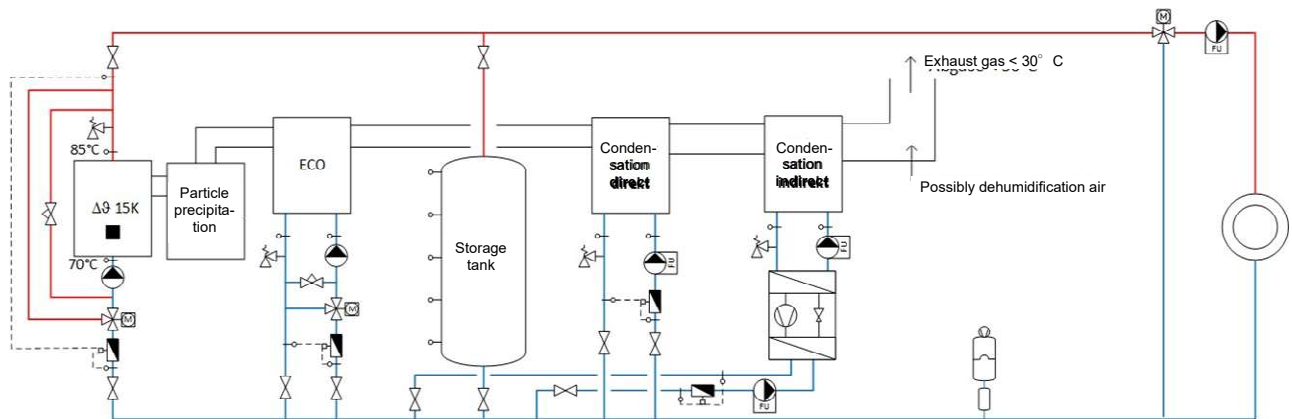 M
FU
Exhaust gas < 30° C
85°C
ECO
Conden-
sation
direkt
Conden-
sation
indirekt
Possibly dehumidification air
Δϑ 15K
Particle
precipita-
tion
Storage
tank
70°C
FU
FU
M
M
FU